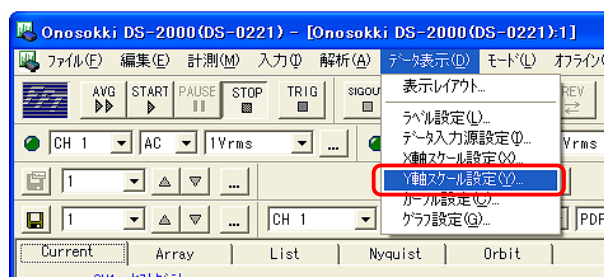 Onosokki DS-2000(DS-0221) - [Onosokki DS-2000(DS-0221):1]
ファイル(F) 編集(E) 計測(M) 入力(I) 解析(A) データ表示(D) モード(L) オフライン(
AVG START PAUSE STOP TRIG SIGOU REV
表示レイアウト...
ラベル設定(L)...
データ入力源設定(I)...
CH 1 AC 1Vrms ... Vrms
X軸スケール設定(X)...
1 ... Y軸スケール設定(Y)...
カーソル設定(C)...
1 ... CH 1 グラフ設定(G)... PDF
Current Array List Nyquist Orbit